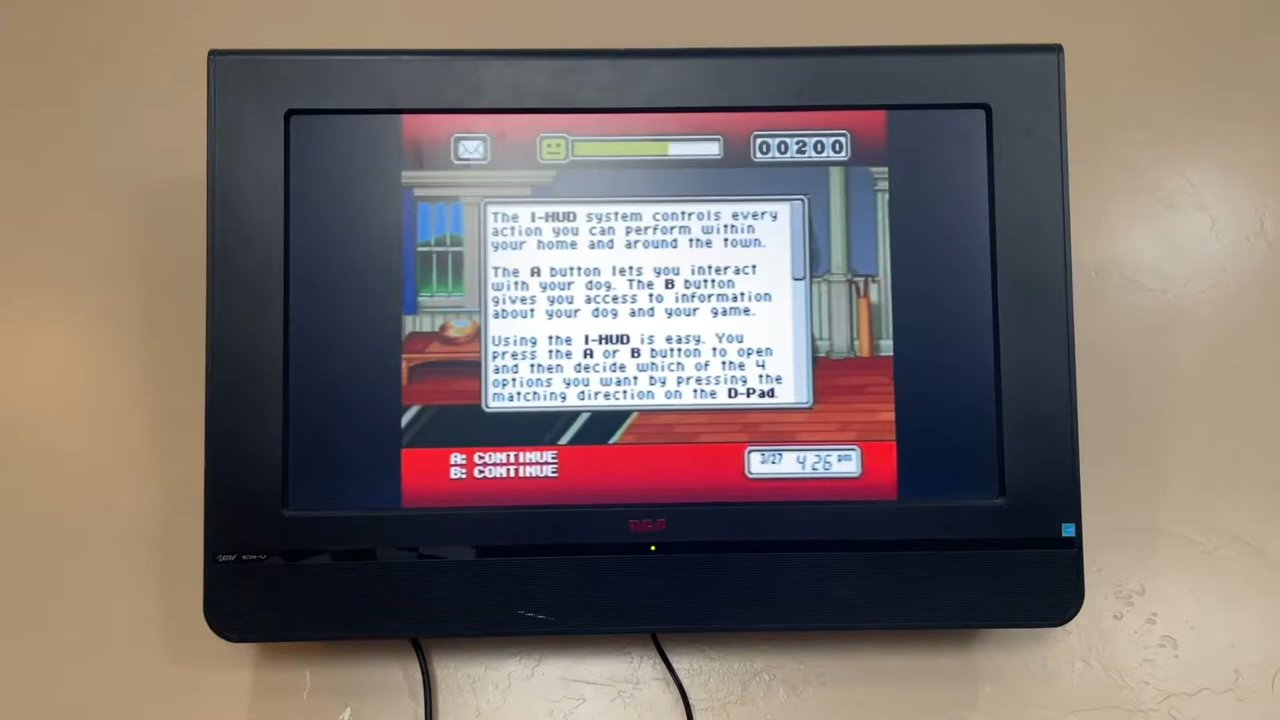 00200
The I-HUD system controls every
action you can perform within
your home and around the town.
The A button lets you interact
with your dog. The B button
gives you access to information
about your dog and your game.
Using the I-HUD is easy. You
press the A or B button to open
and then decide which of the 4
options you want by pressing the
matching direction on the D-Pad.
A: CONTINUE
B: CONTINUE
3/27 4:26 pm
RCA